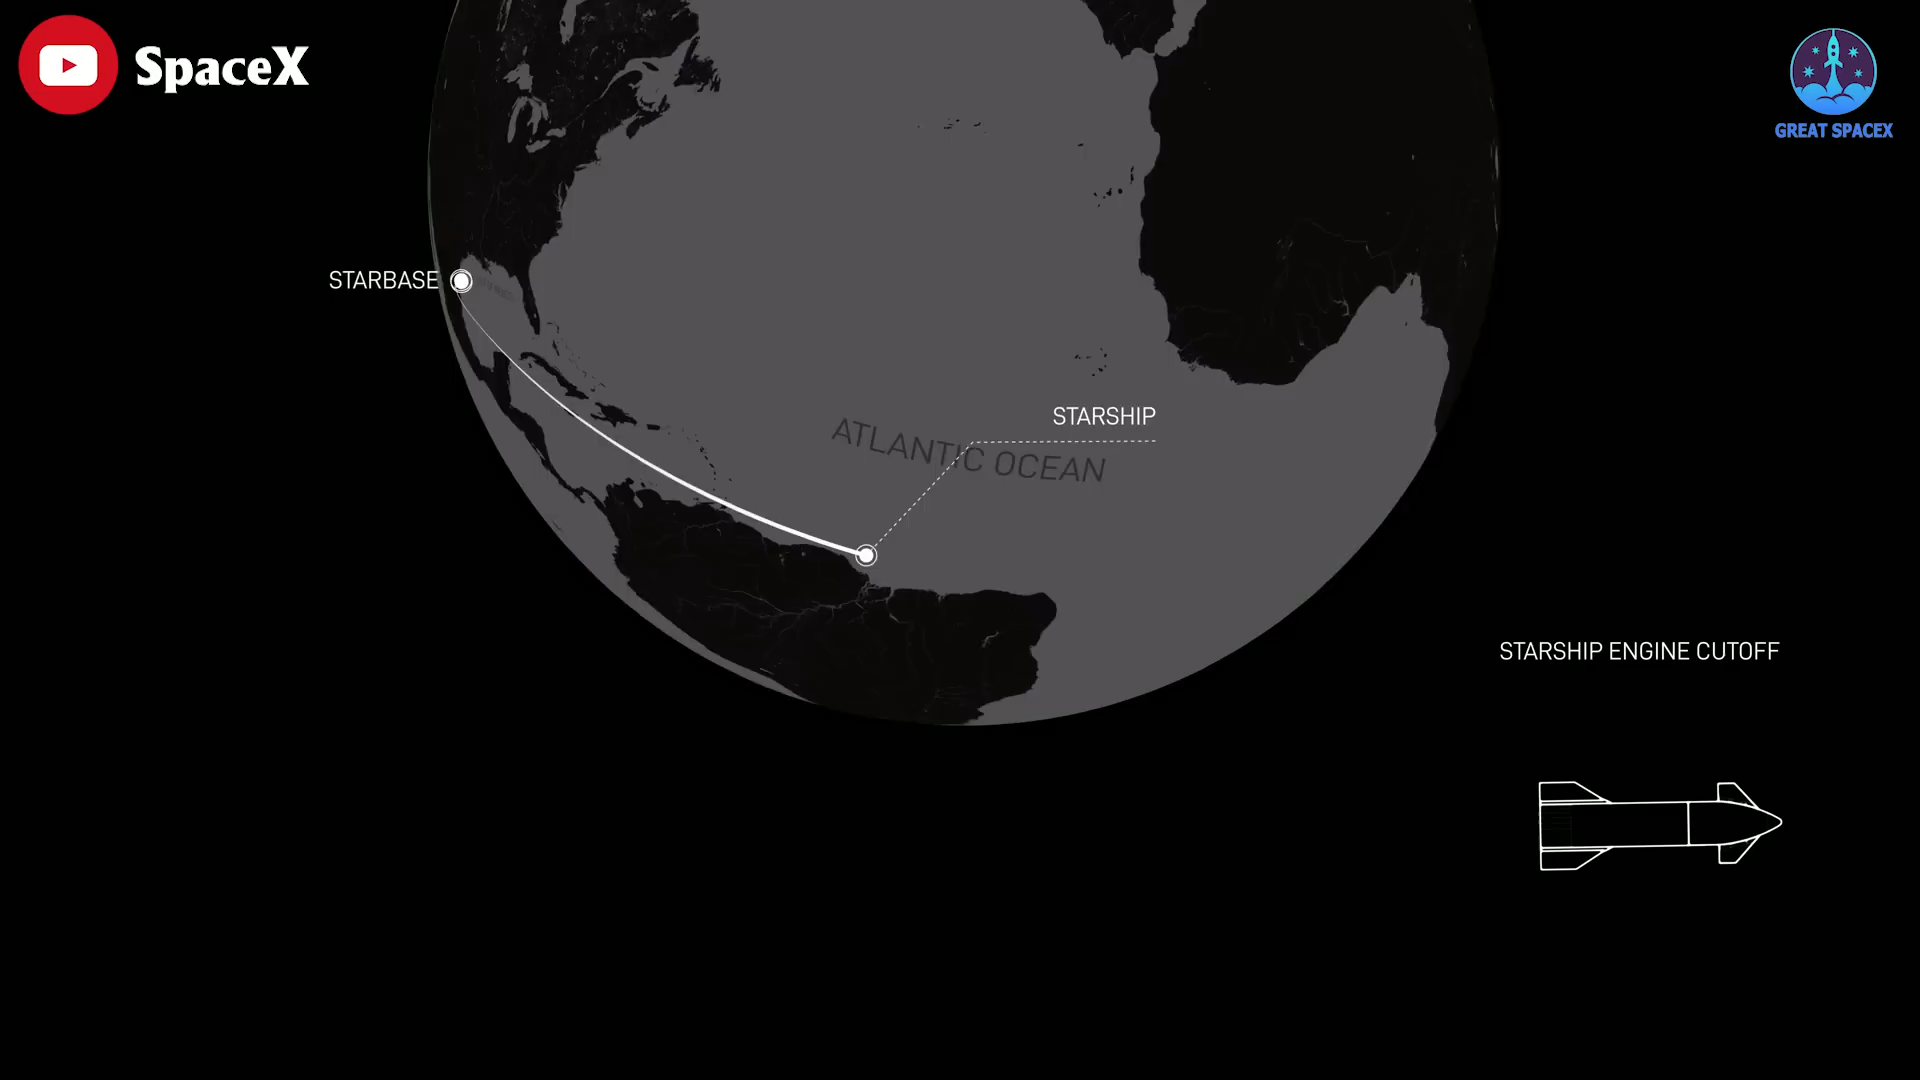 SpaceX
GREAT SPACEX
STARBASE
STARSHIP
ATLANTIC OCEAN
STARSHIP ENGINE CUTOFF